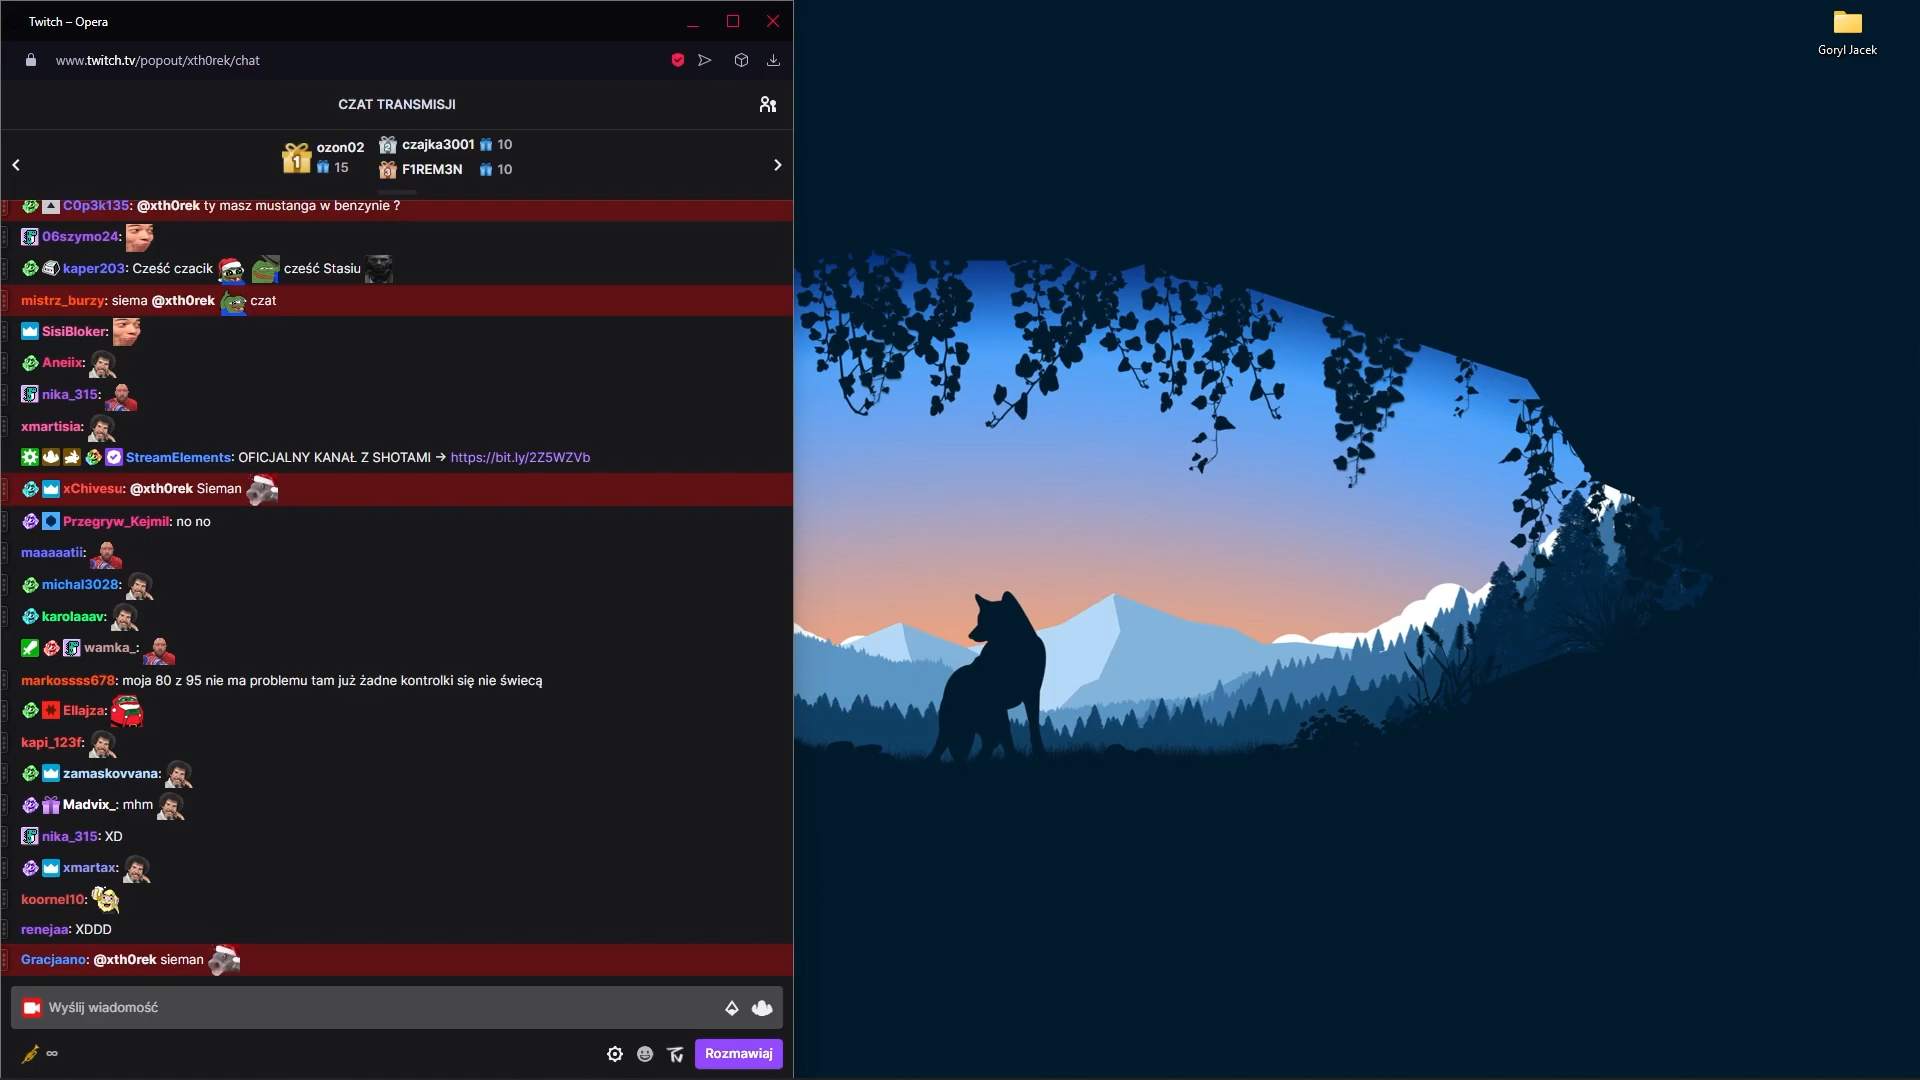 Twitch – Opera
www.twitch.tv/popout/xth0rek/chat
CZAT TRANSMISJI
1 ozon02 15
2 czajka3001 10
3 F1REM3N 10
C0p3k135: @xth0rek ty masz mustanga w benzynie ?
06szymo24:
kaper203: Cześć czacik cześć Stasiu
mistrz_burzy: siema @xth0rek czat
SisiBloker:
Aneiix:
nika_315:
xmartisia:
StreamElements: OFICJALNY KANAŁ Z SHOTAMI → https://bit.ly/2Z5WZVb
xChivesu: @xth0rek Sieman
Przegryw_Kejmil: no no
maaaaatii:
michal3028:
karolaaav:
wamka_:
markossss678: moja 80 z 95 nie ma problemu tam już żadne kontrolki się nie świecą
Ellajza:
kapi_123f:
zamaskovvana:
Madvix_: mhm
nika_315: XD
xmartax:
koornel10:
renejaa: XDDD
Gracjaano: @xth0rek sieman
Wyślij wiadomość
∞
Rozmawiaj
Goryl Jacek